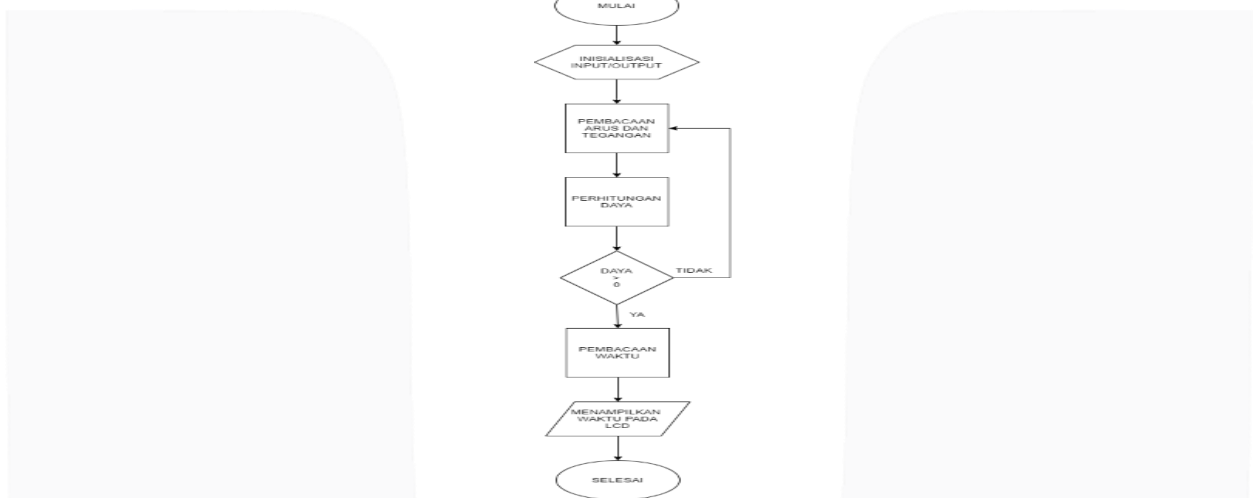 MULAI
INISIALISASI
INPUT/OUTPUT
PEMBACAAN
ARUS DAN
TEGANGAN
PERHITUNGAN
DAYA
DAYA
>
0
TIDAK
YA
PEMBACAAN
WAKTU
MENAMPILKAN
WAKTU PADA
LCD
SELESAI